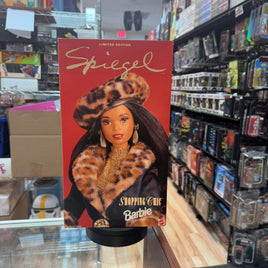 LIMITED EDITION
Spiegel
SHOPPING CHIC
Barbie